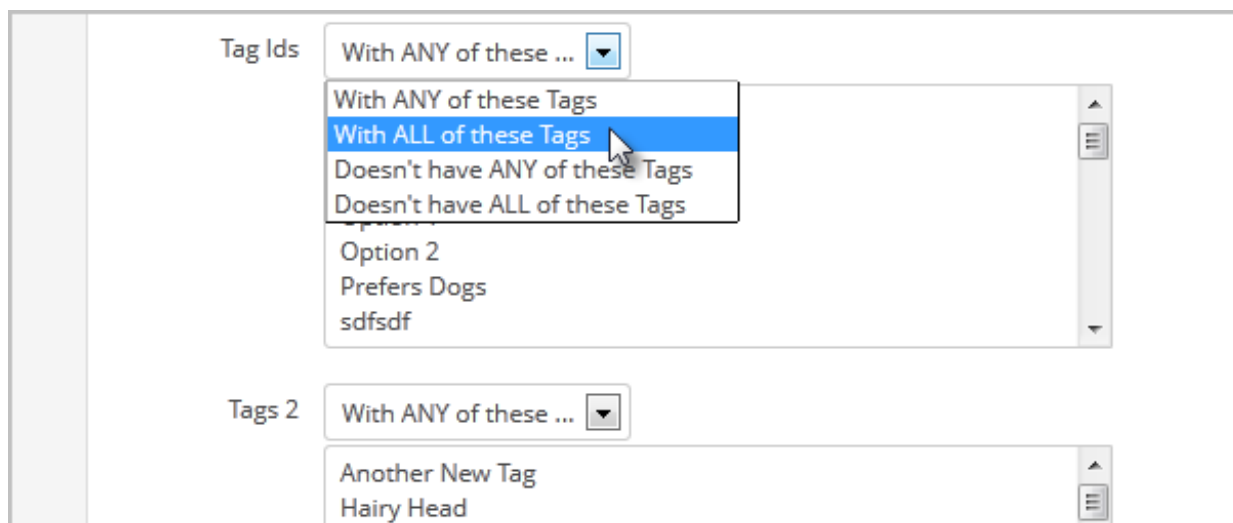 Tag Ids
With ANY of these ...
With ANY of these Tags
With ALL of these Tags
Doesn't have ANY of these Tags
Doesn't have ALL of these Tags
Option 2
Prefers Dogs
sdfsdf
Tags 2
With ANY of these ...
Another New Tag
Hairy Head